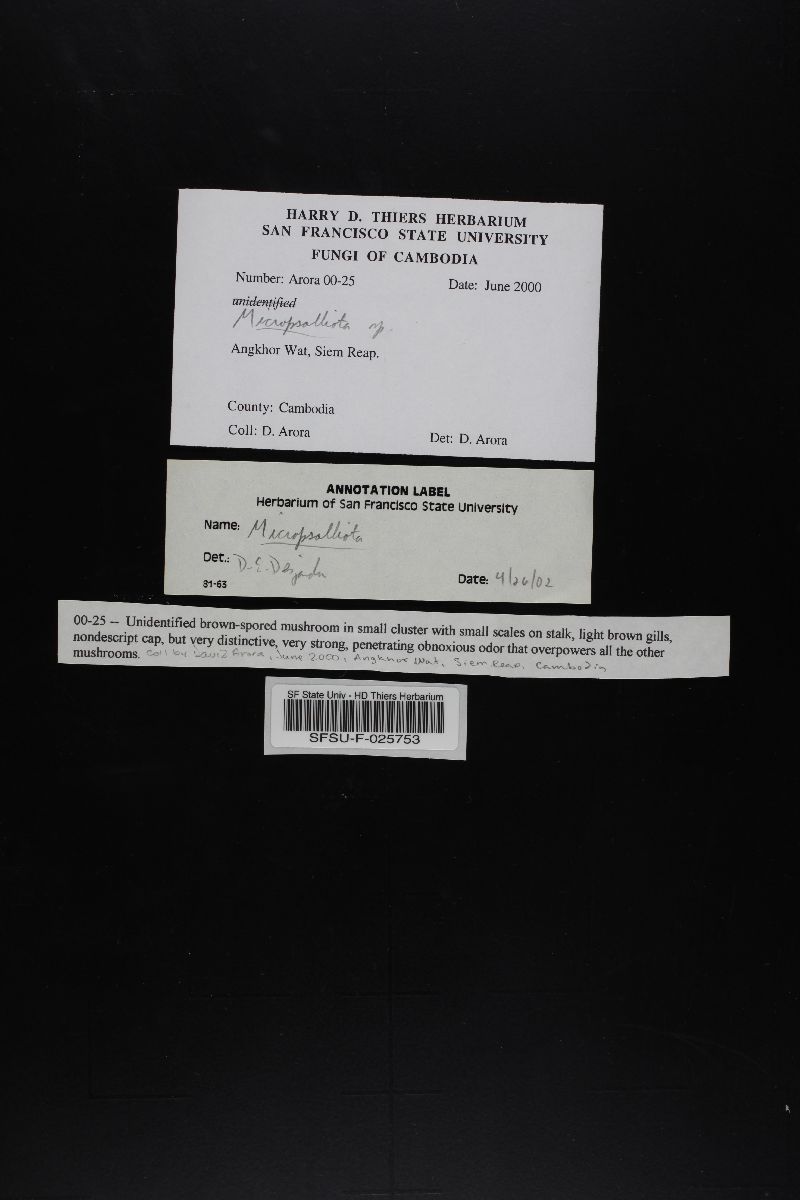 HARRY D. THIERS HERBARIUM
SAN FRANCISCO STATE UNIVERSITY
FUNGI OF CAMBODIA
Number: Arora 00-25 Date: June 2000
unidentified
Micropsalliota sp.
Angkhor Wat, Siem Reap.
County: Cambodia
Coll: D. Arora Det: D. Arora
ANNOTATION LABEL
Herbarium of San Francisco State University
Name: Micropsalliota
Det.: D.E. Desjardin
81-63 Date: 4/26/02
00-25 -- Unidentified brown-spored mushroom in small cluster with small scales on stalk, light brown gills,
nondescript cap, but very distinctive, very strong, penetrating obnoxious odor that overpowers all the other
mushrooms. Coll by David Arora, June 2000, Angkhor Wat, Siem Reap, Cambodia
SF State Univ - HD Thiers Herbarium
SFSU-F-025753